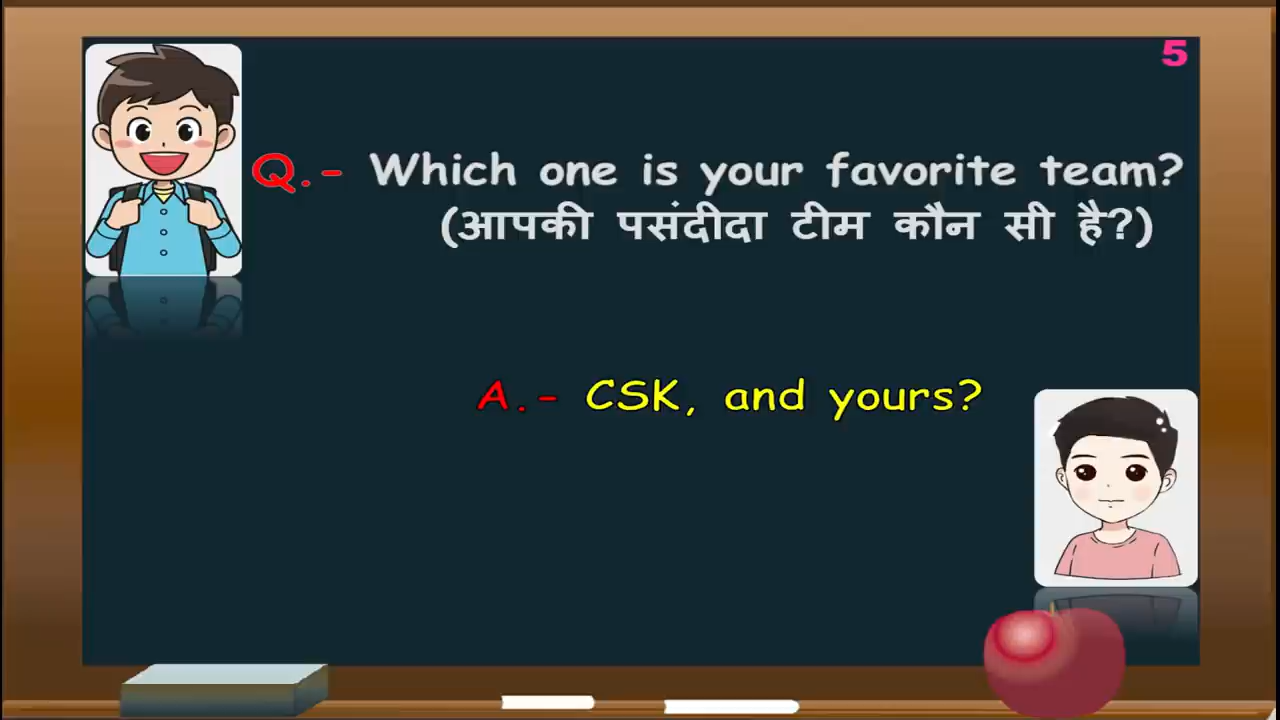 5
Q.- Which one is your favorite team?
(आपकी पसंदीदा टीम कौन सी है?)
A.- CSK, and yours?